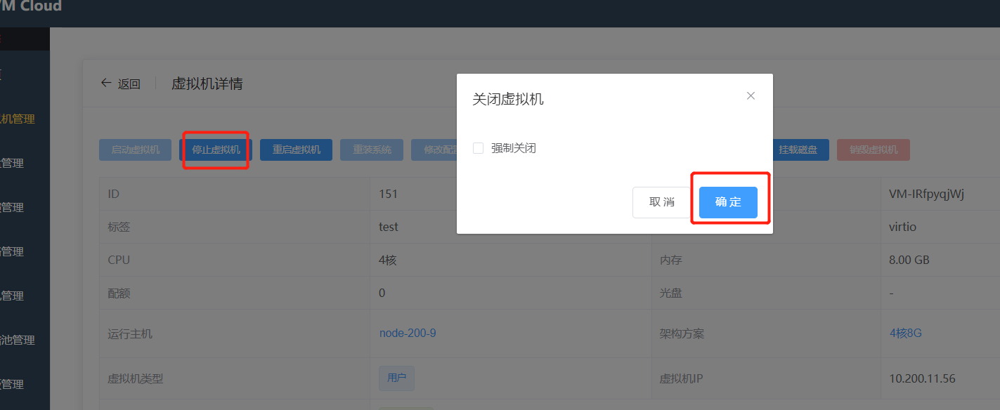 M Cloud
返回
虚拟机详情
关闭虚拟机
机管理
启动虚拟机
停止虚拟机
重启虚拟机
重装系统
修改配
强制关闭
挂载磁盘
销毁虚拟机
管理
取消
确定
ID
151
VM-IRfpyqjWj
管理
标签
test
virtio
管理
CPU
4核
内存
8.00 GB
管理
配额
0
光盘
-
池管理
运行主机
node-200-9
架构方案
4核8G
管理
虚拟机类型
用户
虚拟机IP
10.200.11.56